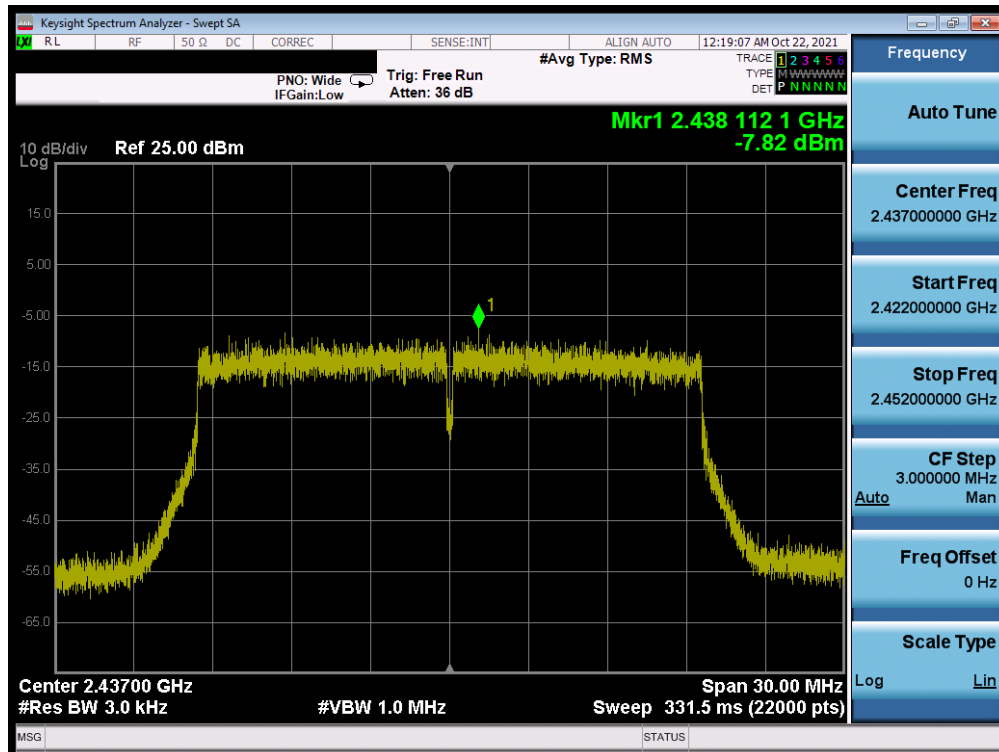 Keysight Spectrum Analyzer - Swept SA
LXI RL RF 50 Ω DC CORREC SENSE:INT ALIGN AUTO 12:19:07 AM Oct 22, 2021
PNO: Wide
IFGain:Low
Trig: Free Run
Atten: 36 dB
#Avg Type: RMS
TRACE 1 2 3 4 5 6
TYPE M WWWWW
DET P N N N N N
Mkr1 2.438 112 1 GHz
-7.82 dBm
10 dB/div Ref 25.00 dBm
Log
15.0
5.00
-5.00
-15.0
-25.0
-35.0
-45.0
-55.0
-65.0
1
Center 2.43700 GHz Span 30.00 MHz
#Res BW 3.0 kHz #VBW 1.0 MHz Sweep 331.5 ms (22000 pts)
MSG STATUS
Frequency
Auto Tune
Center Freq
2.437000000 GHz
Start Freq
2.422000000 GHz
Stop Freq
2.452000000 GHz
CF Step
3.000000 MHz
Auto Man
Freq Offset
0 Hz
Scale Type
Log Lin